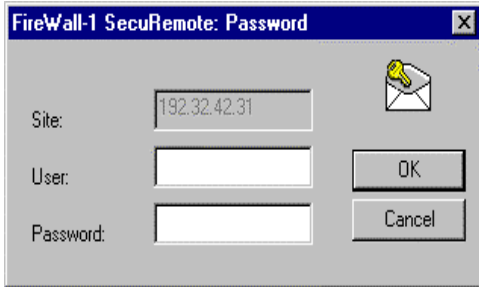 FireWall-1 SecuRemote: Password
Site: 192.32.42.31
User: OK
Password: Cancel